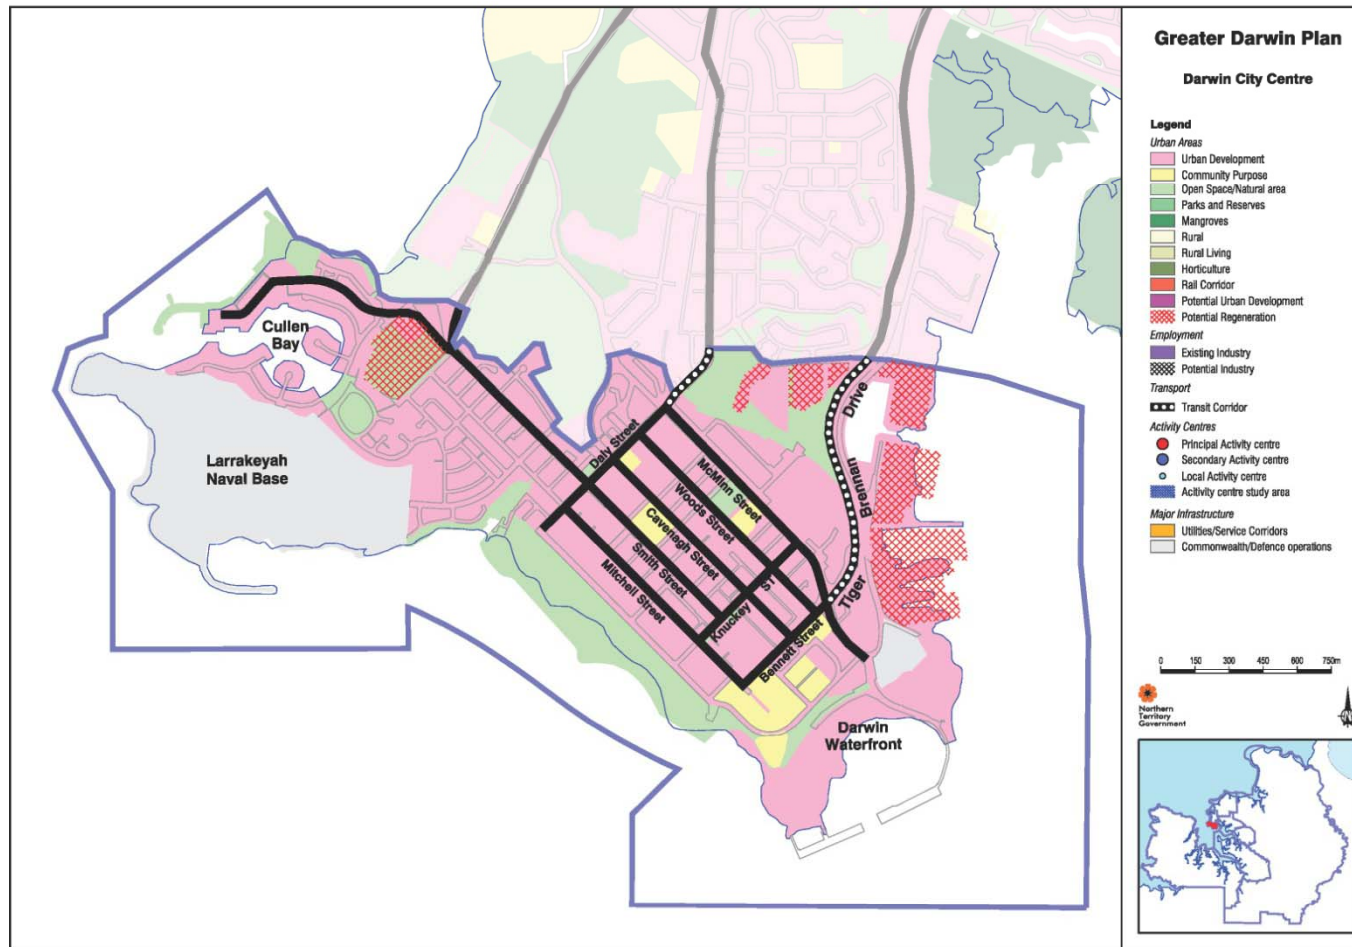 Greater Darwin Plan
Darwin City Centre
Legend
Urban Areas
Urban Development
Community Purpose
Open Space/Natural area
Parks and Reserves
Mangroves
Rural
Rural Living
Horticulture
Rail Corridor
Potential Urban Development
Potential Regeneration
Employment
Existing Industry
Potential Industry
Transport
Transit Corridor
Activity Centres
Principal Activity centre
Secondary Activity centre
Local Activity centre
Acitivity centre study area
Major Infrastructure
Utilities/Service Corridors
Commonwealth/Defence operations
0 150 300 450 600 750m
Northern
Territory
Government
N
Cullen
Bay
Larrakeyah
Naval Base
Daly Street
McMinn Street
Woods Street
Cavenagh Street
Smith Street
Mitchell Street
Knuckey ST
Bennett Street
Tiger Brennan Drive
Darwin
Waterfront